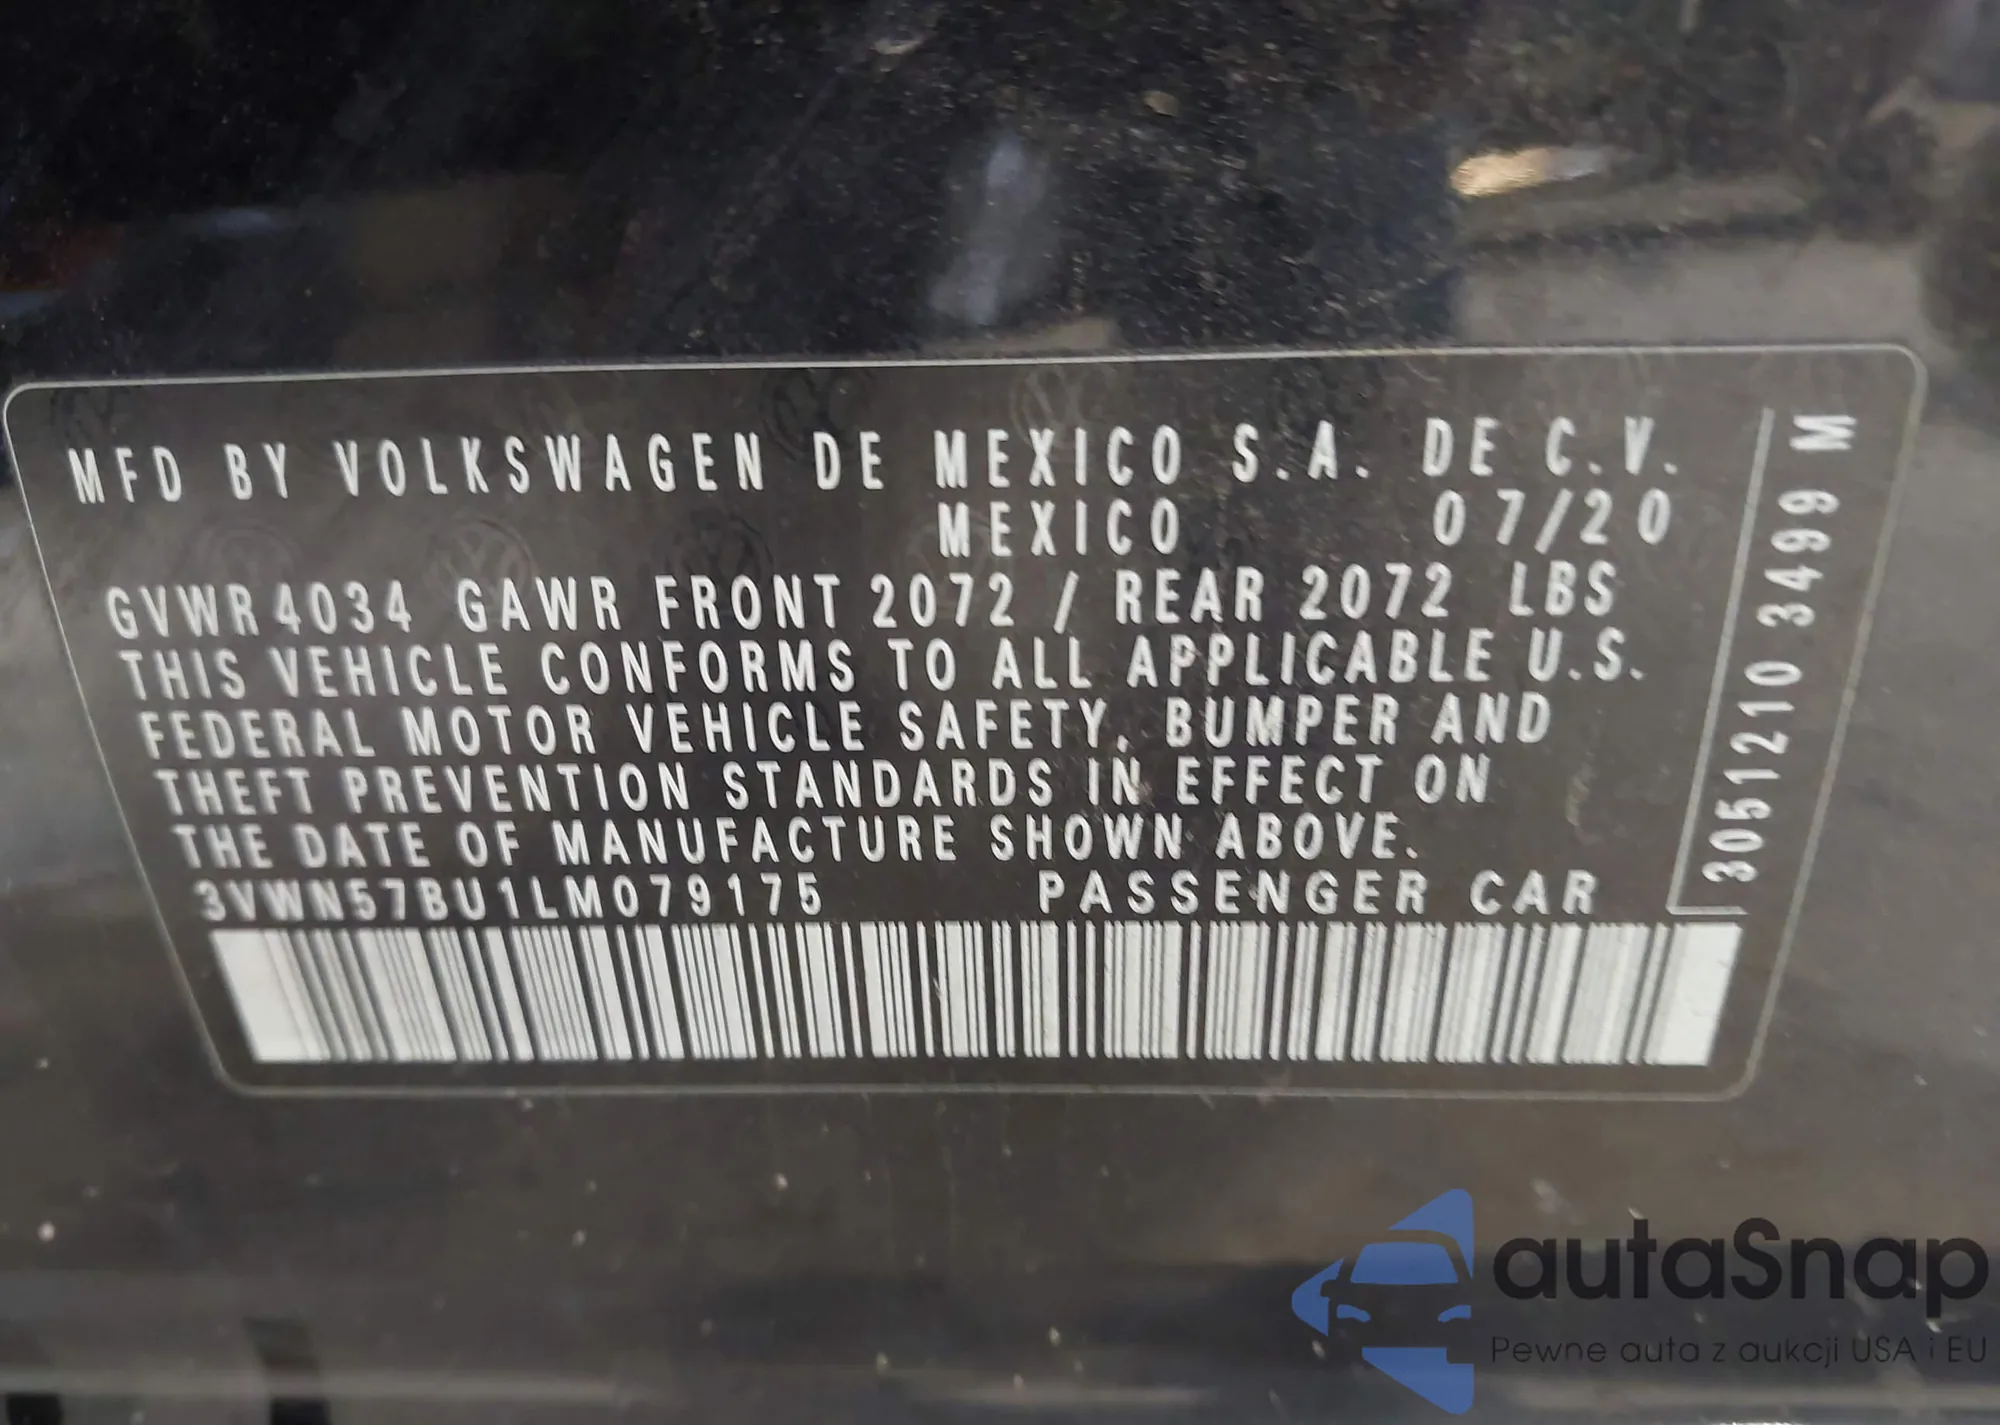 MFD BY VOLKSWAGEN DE MEXICO S.A. DE C.V.
MEXICO 07/20
GVWR 4034 GAWR FRONT 2072 / REAR 2072 LBS
THIS VEHICLE CONFORMS TO ALL APPLICABLE U.S.
FEDERAL MOTOR VEHICLE SAFETY, BUMPER AND
THEFT PREVENTION STANDARDS IN EFFECT ON
THE DATE OF MANUFACTURE SHOWN ABOVE.
3VWN57BU1LM079175 PASSENGER CAR
3051210 3499 M
autaSnap
Pewne auta z aukcji USA i EU